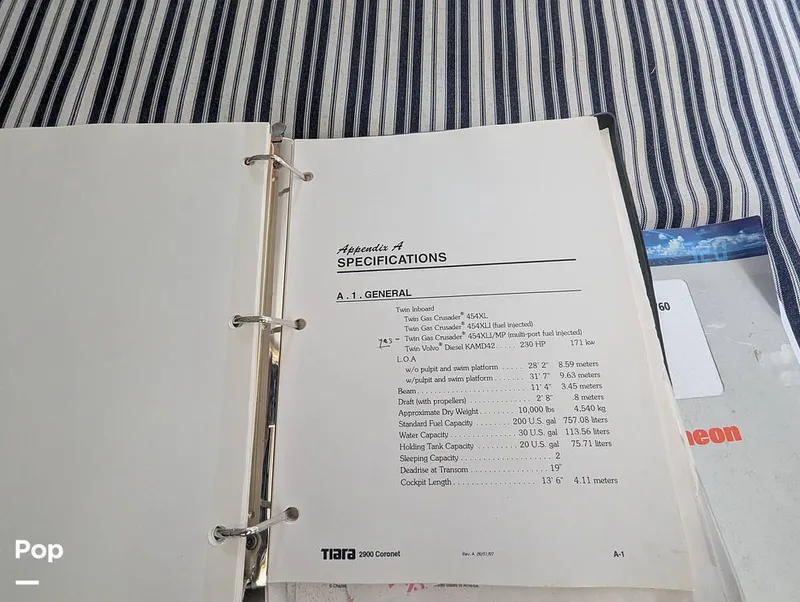 Appendix A
SPECIFICATIONS
A . 1 . GENERAL
Twin Inboard
Twin Gas Crusader® 454XL
Twin Gas Crusader® 454XLI (fuel injected)
Twin Gas Crusader® 454XLI/MP (multi-port fuel injected)
Twin Volvo® Diesel KAMD42 ..... 230 HP 171 kw
L.O.A
w/o pulpit and swim platform ...... 28' 2" 8.59 meters
w/pulpit and swim platform ........ 31' 7" 9.63 meters
Beam ........................ 11' 4" 3.45 meters
Draft (with propellers) ................ 2' 8" .8 meters
Approximate Dry Weight ......... 10,000 lbs 4.540 kg
Standard Fuel Capacity ........ 200 U.S. gal 757.08 liters
Water Capacity ............... 30 U.S. gal 113.56 liters
Holding Tank Capacity ......... 20 U.S. gal 75.71 liters
Sleeping Capacity .................. 2
Deadrise at Transom ................ 19°
Cockpit Length ................ 13' 6" 4.11 meters
TIARA 2900 Coronet
Rev. A
A-1
60
neon
Pop